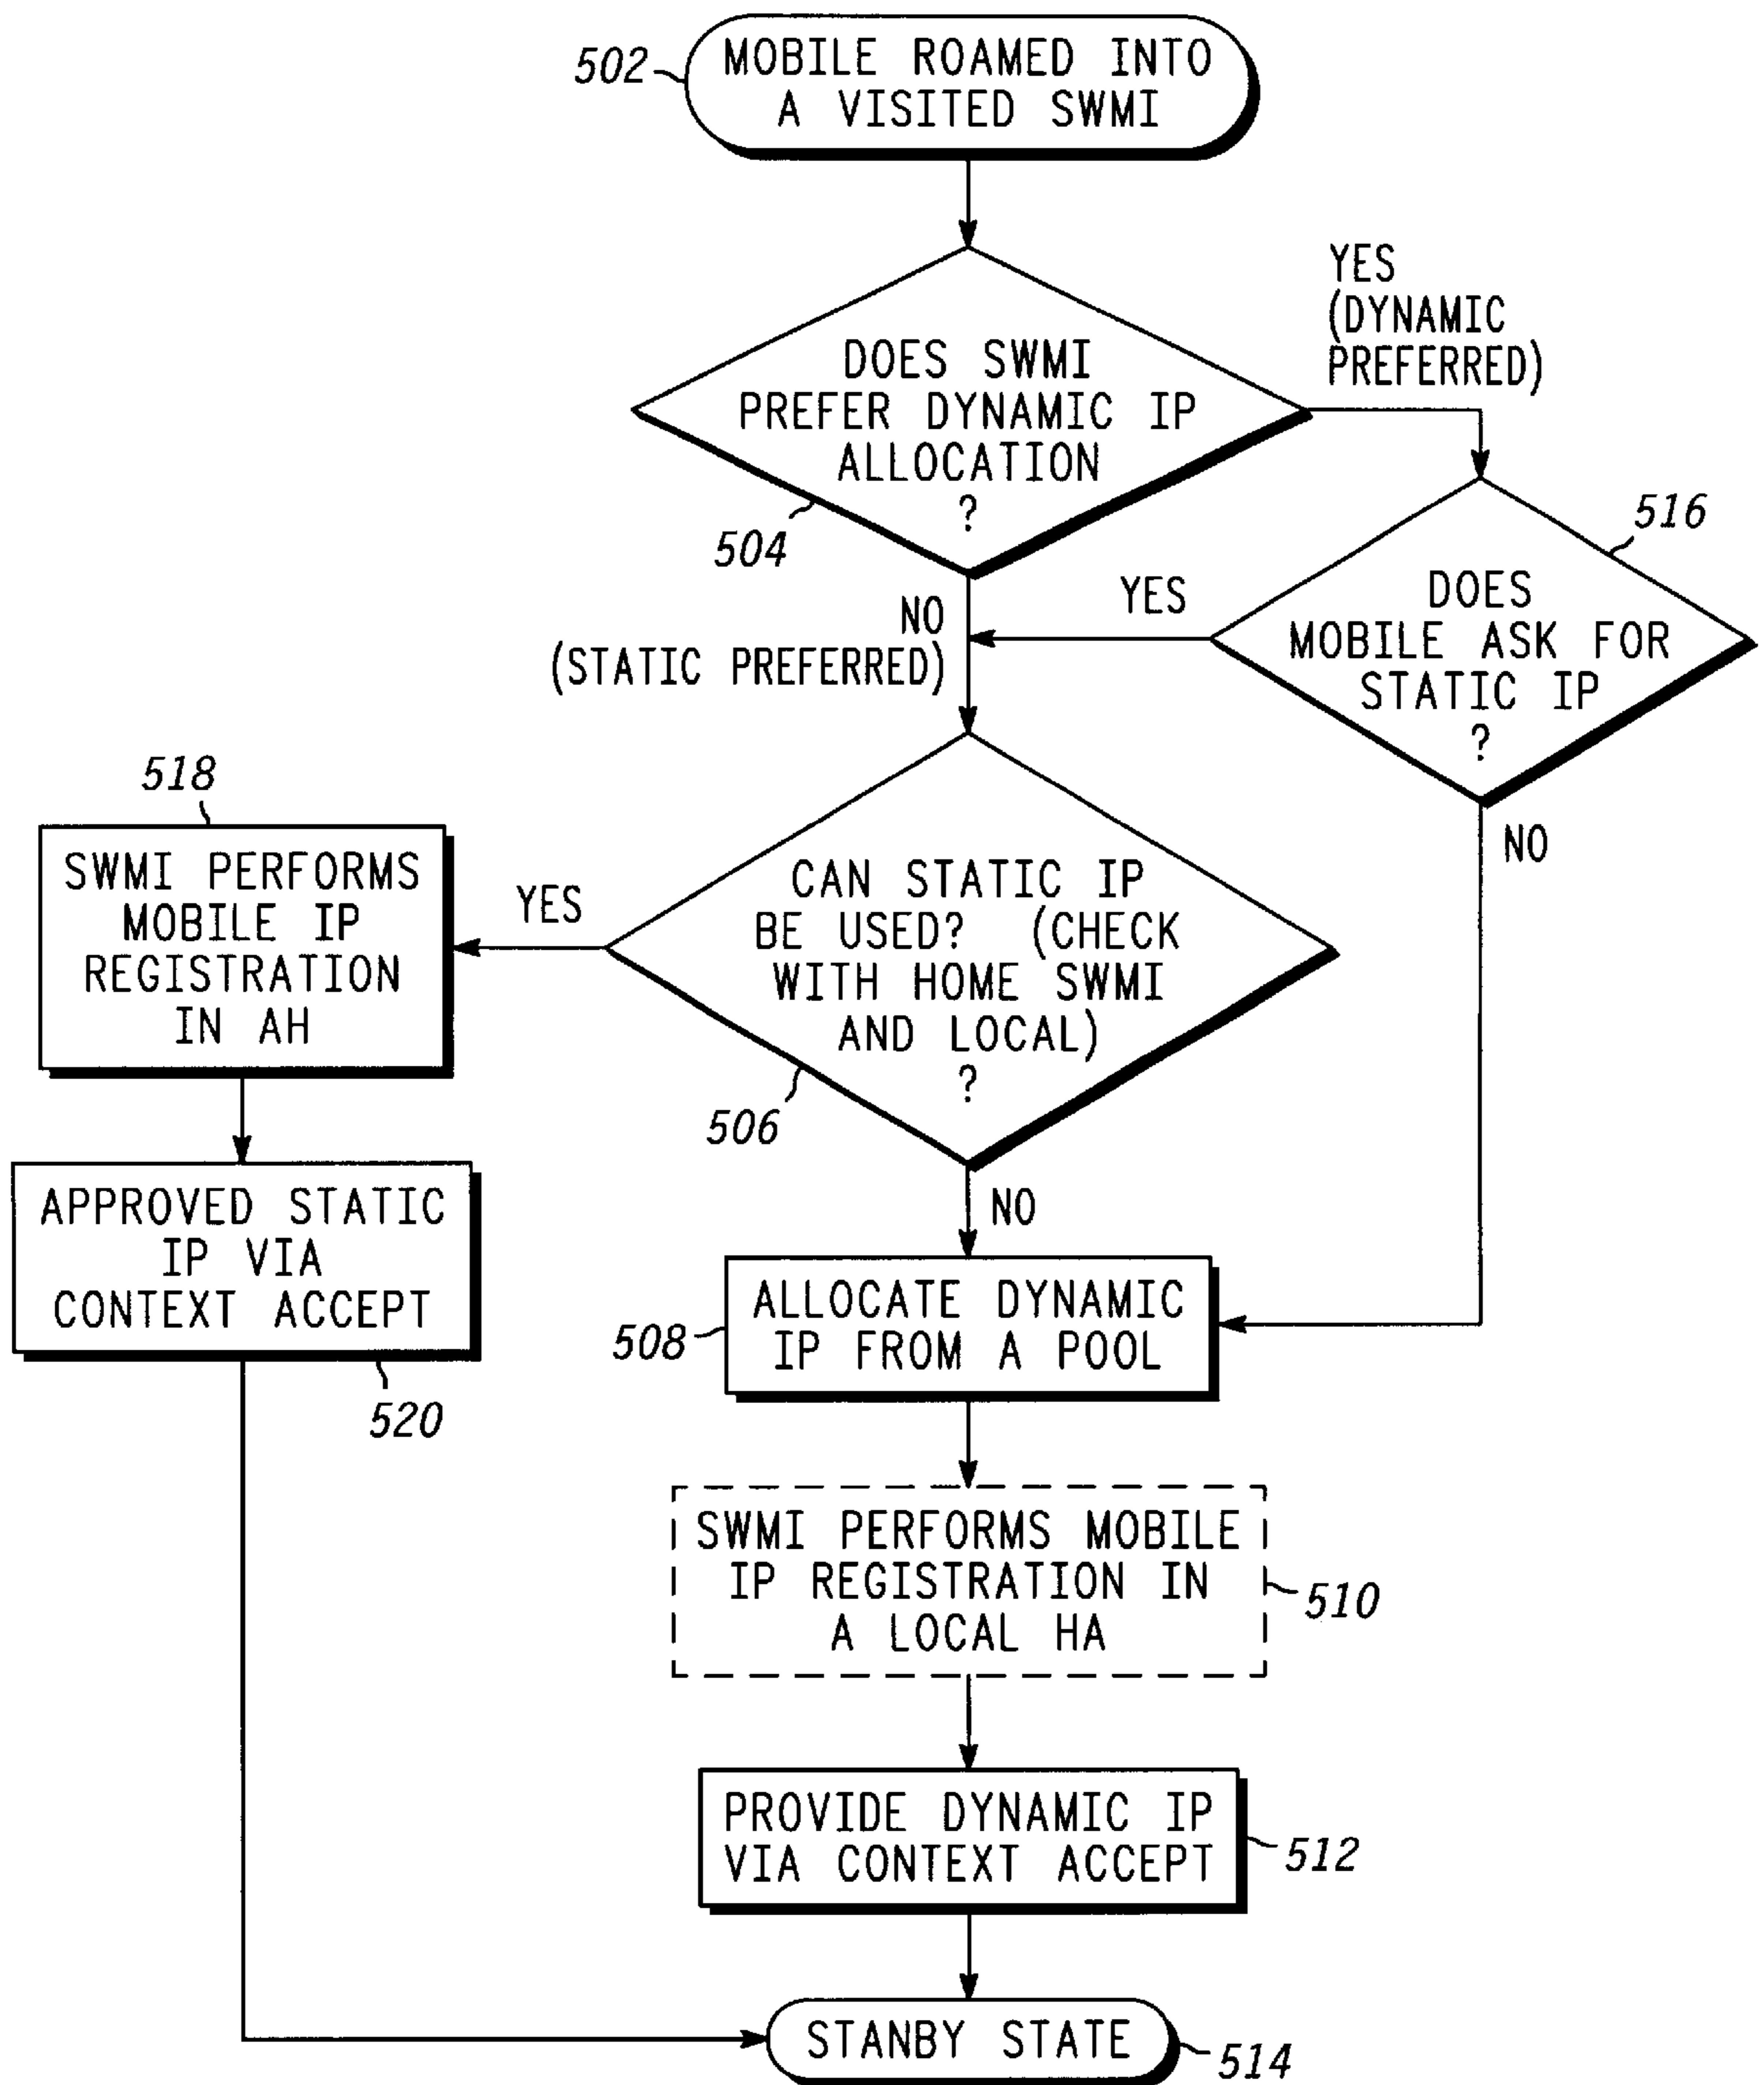 502
MOBILE ROAMED INTO
A VISITED SWMI
YES
(DYNAMIC
PREFERRED)
DOES SWMI
PREFER DYNAMIC IP
ALLOCATION
?
504
516
DOES
MOBILE ASK FOR
STATIC IP
?
YES
NO
(STATIC PREFERRED)
NO
518
SWMI PERFORMS
MOBILE IP
REGISTRATION
IN AH
YES
CAN STATIC IP
BE USED? (CHECK
WITH HOME SWMI
AND LOCAL)
?
506
NO
APPROVED STATIC
IP VIA
CONTEXT ACCEPT
520
508
ALLOCATE DYNAMIC
IP FROM A POOL
SWMI PERFORMS MOBILE
IP REGISTRATION IN
A LOCAL HA
510
PROVIDE DYNAMIC IP
VIA CONTEXT ACCEPT
512
STANBY STATE
514